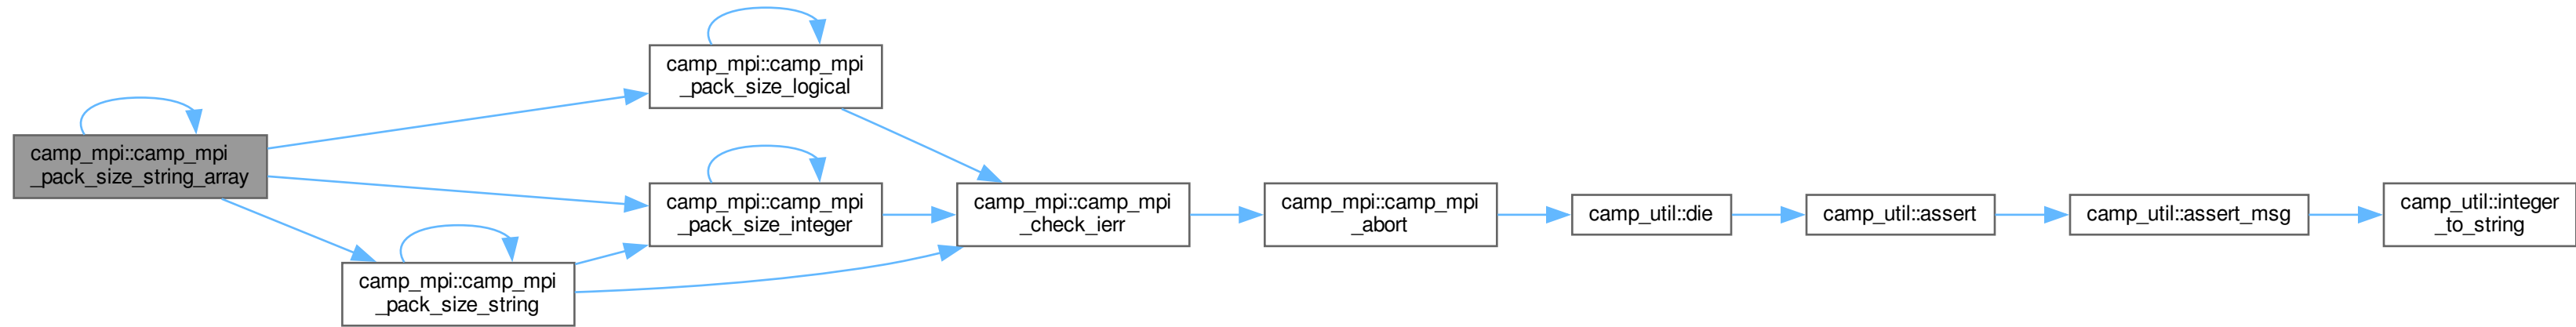 camp_mpi::camp_mpi
_pack_size_string_array
camp_mpi::camp_mpi
_pack_size_logical
camp_mpi::camp_mpi
_pack_size_integer
camp_mpi::camp_mpi
_pack_size_string
camp_mpi::camp_mpi
_check_ierr
camp_mpi::camp_mpi
_abort
camp_util::die
camp_util::assert
camp_util::assert_msg
camp_util::integer
_to_string